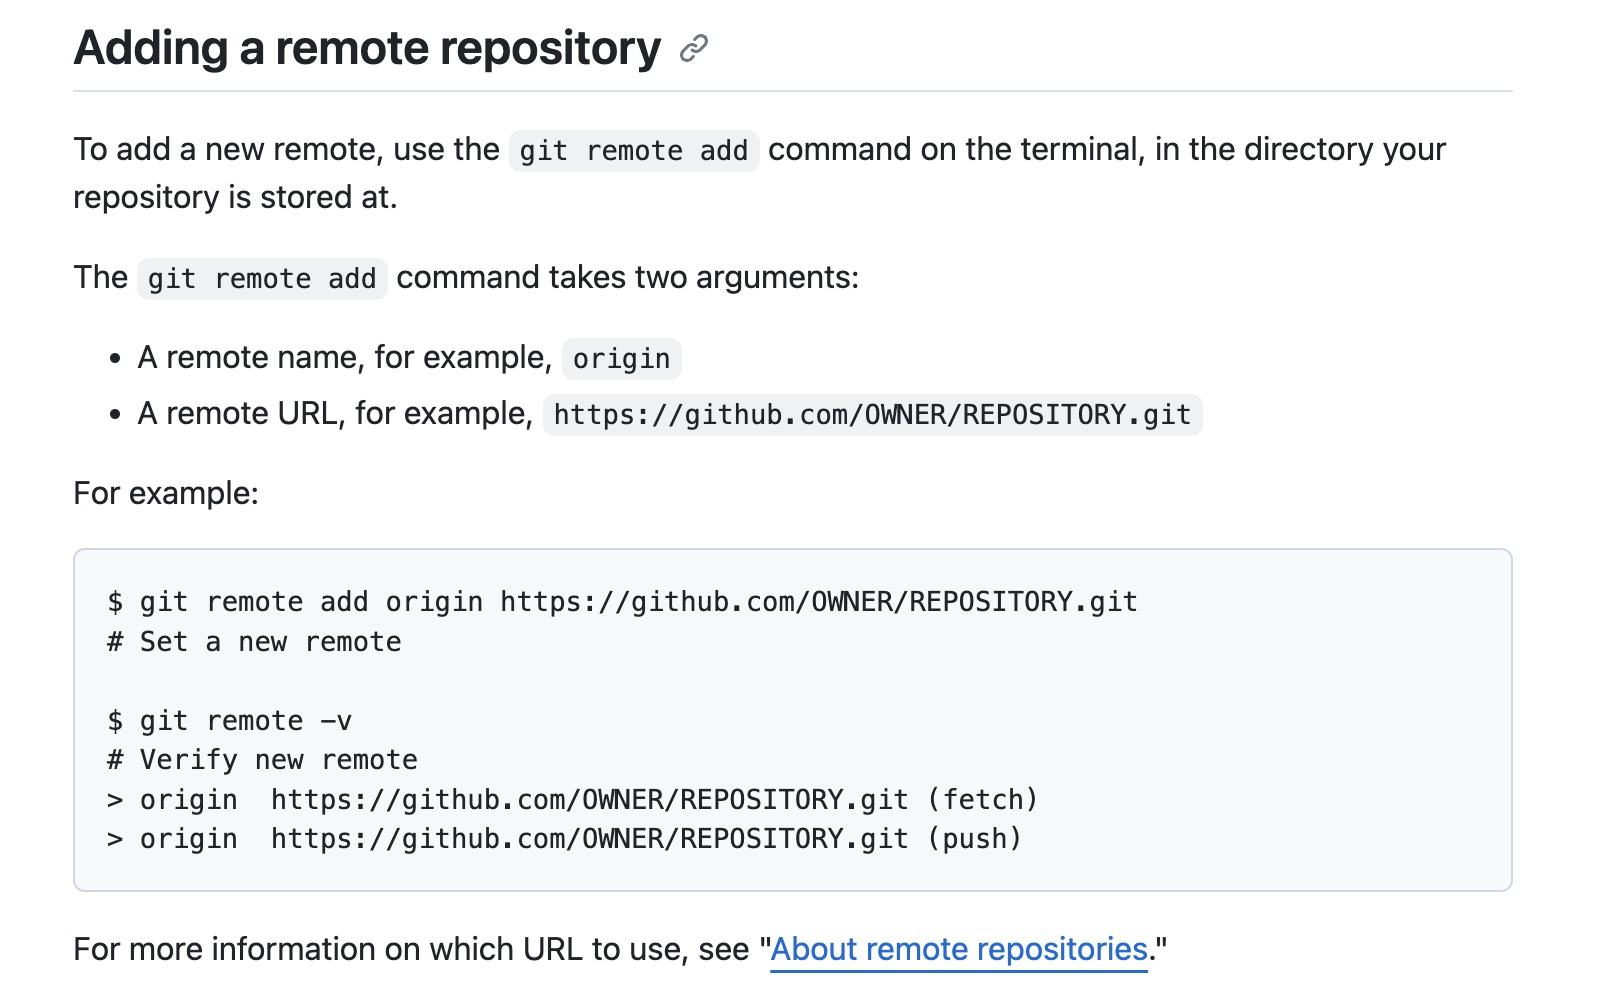 Adding a remote repository
To add a new remote, use the git remote add command on the terminal, in the directory your
repository is stored at.
The git remote add command takes two arguments:
• A remote name, for example, origin
• A remote URL, for example, https://github.com/OWNER/REPOSITORY.git
For example:
$ git remote add origin https://github.com/OWNER/REPOSITORY.git
# Set a new remote
$ git remote -v
# Verify new remote
> origin  https://github.com/OWNER/REPOSITORY.git (fetch)
> origin  https://github.com/OWNER/REPOSITORY.git (push)
For more information on which URL to use, see "About remote repositories."